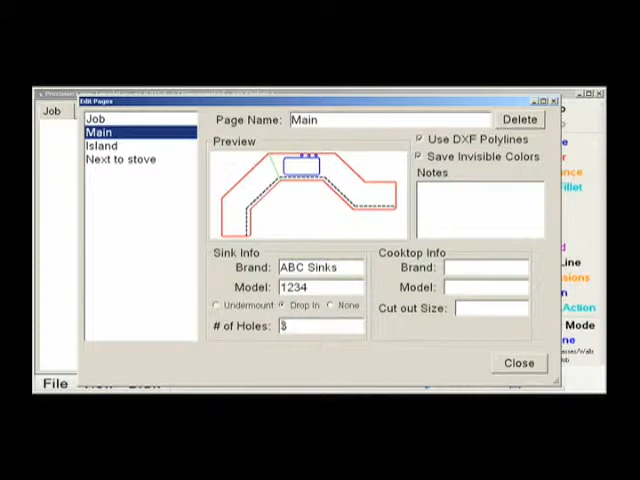 Edit Pages
Job
Job
Main
Island
Next to stove
Page Name: Main
Delete
Preview
Use DXF Polylines
Save Invisible Colors
Notes
Sink Info
Brand: ABC Sinks
Model: 1234
Undermount Drop In None
# of Holes: 3
Cooktop Info
Brand:
Model:
Cut out Size:
Close
File
Fillet
Line
Action
Mode